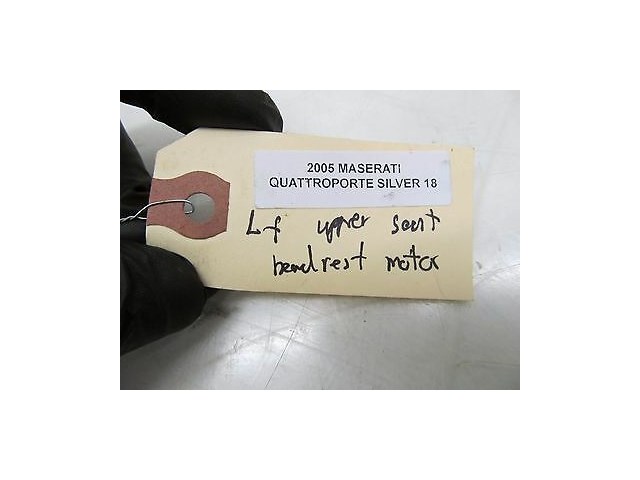 2005 MASERATI
QUATTROPORTE SILVER 18
Lf upper seat
headrest motor